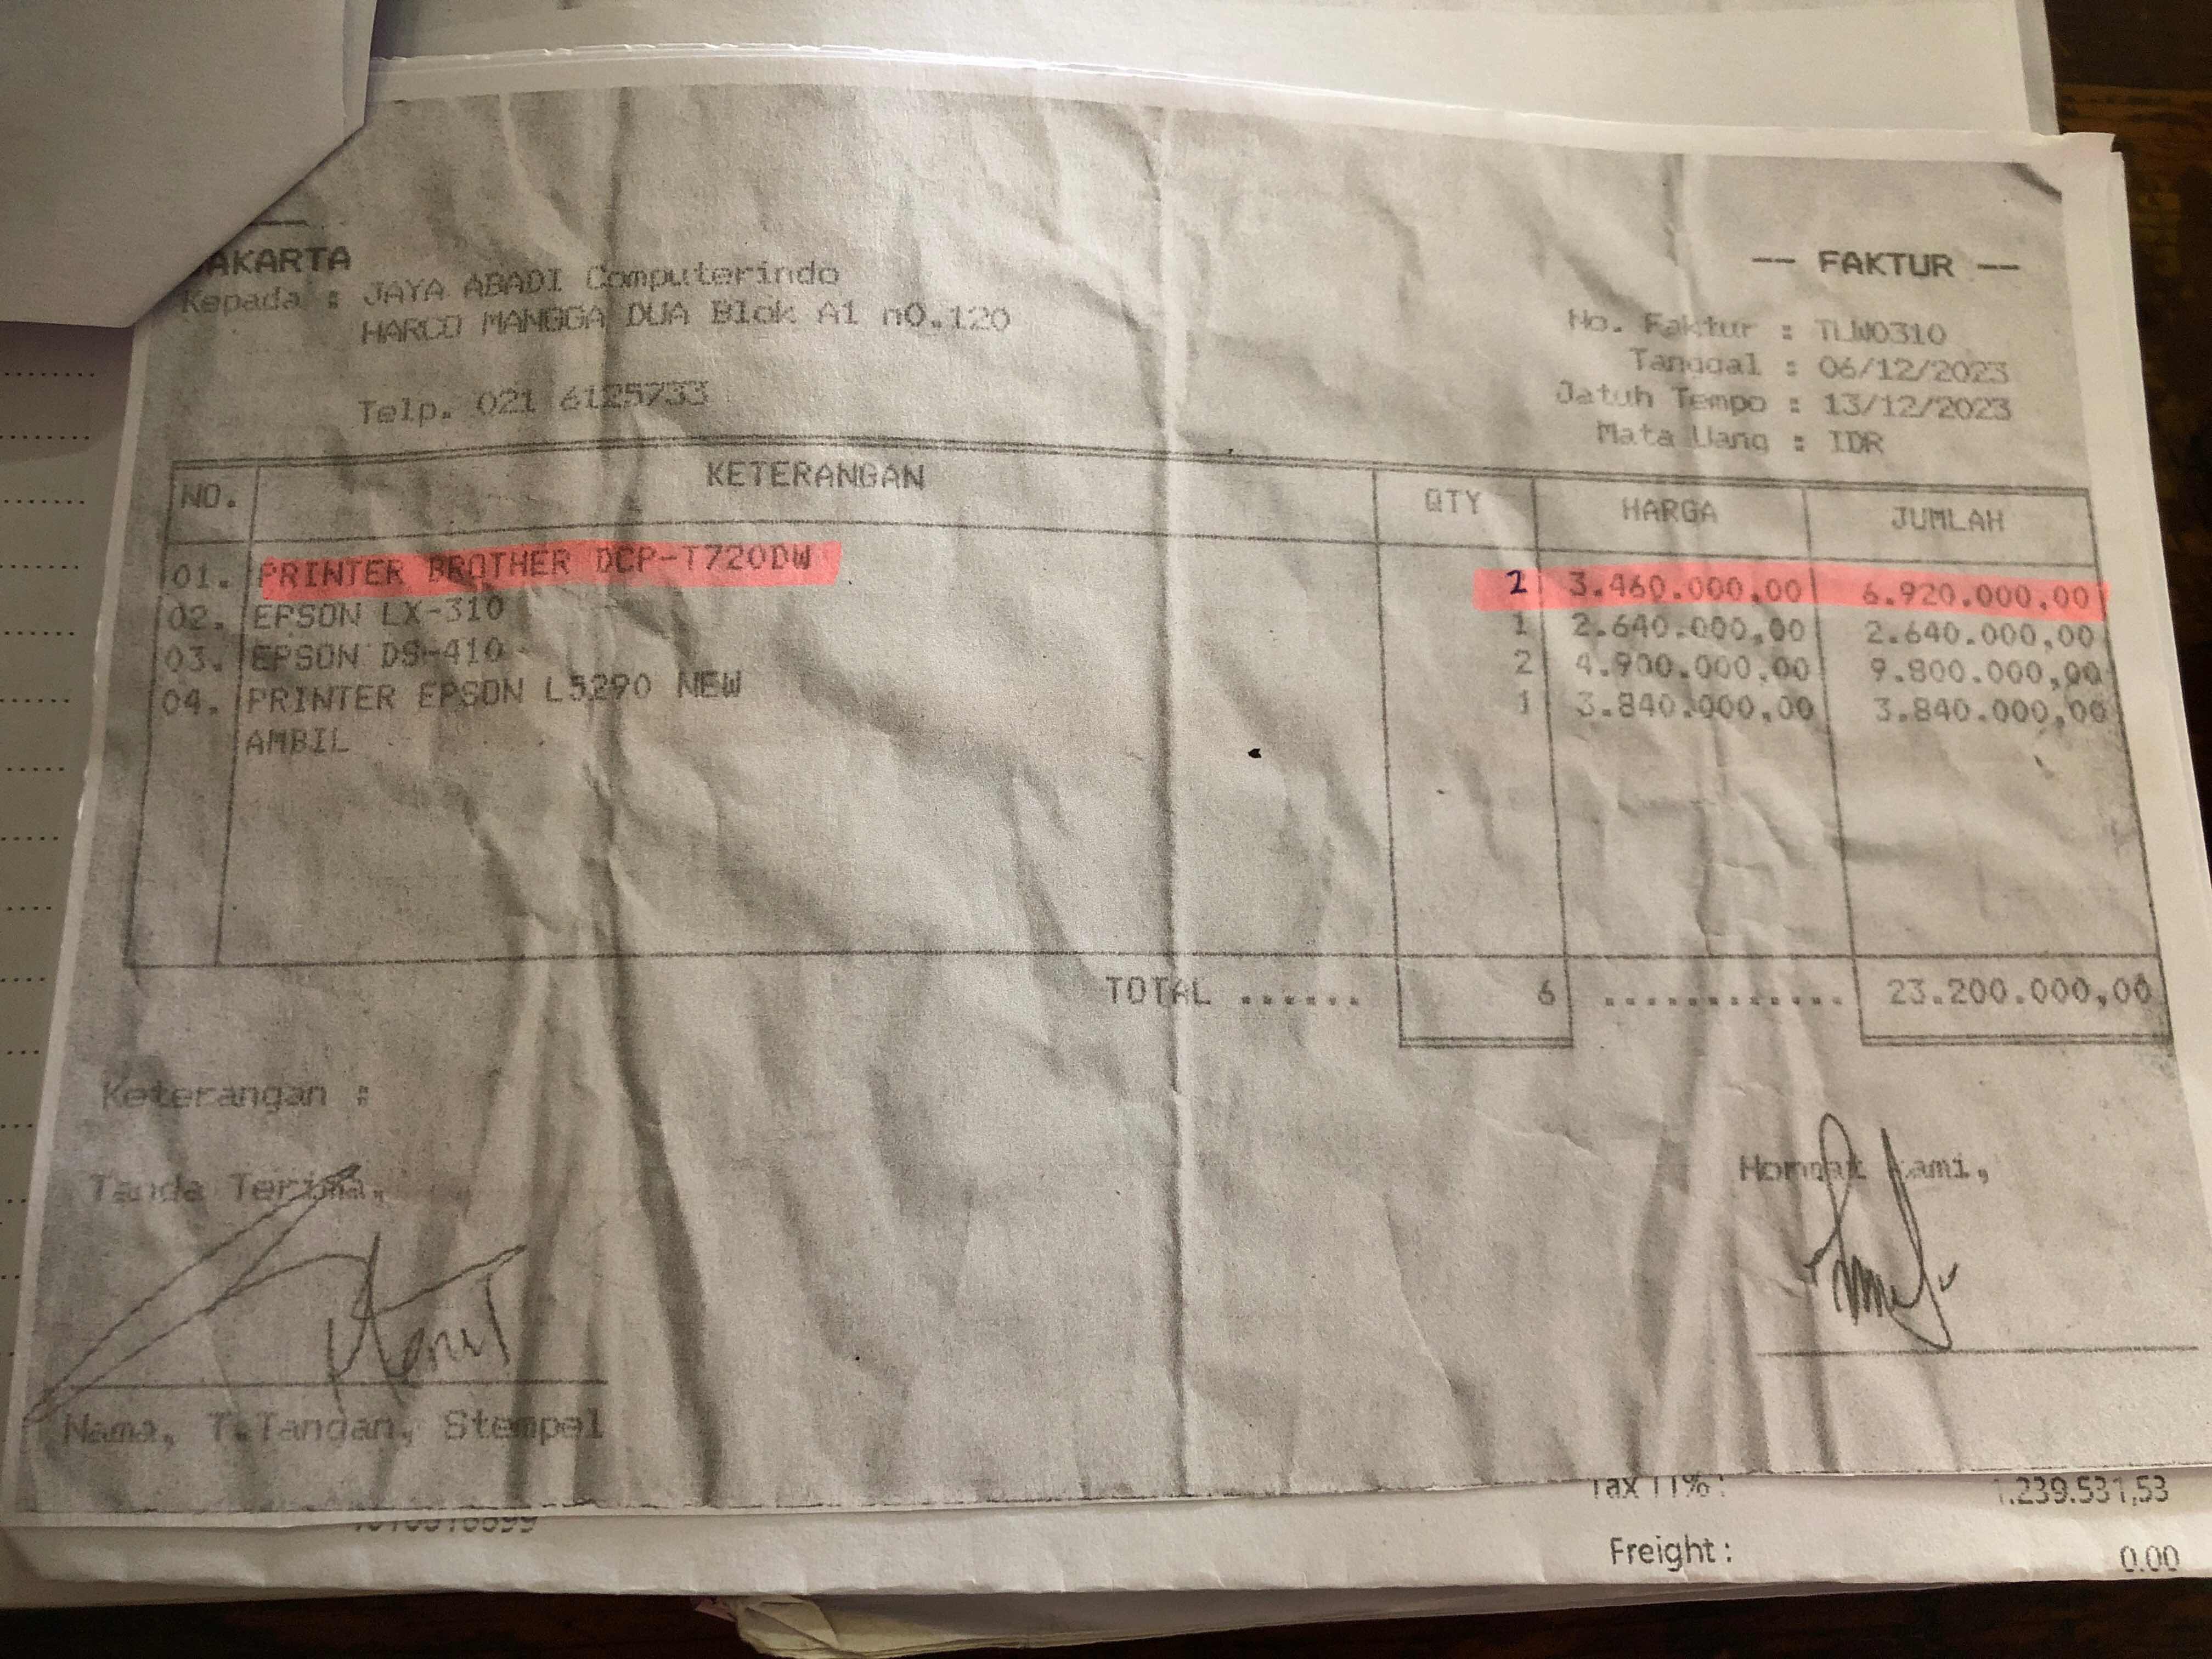 JAKARTA
Kepada : JAYA ABADI Computerindo
HARCO MANGGA DUA Blok A1 nO.120
Telp. 021 6125733
-- FAKTUR --
No. Faktur : TLW0310
Tanggal : 06/12/2023
Jatuh Tempo : 13/12/2023
Mata Uang : IDR
NO. KETERANGAN QTY HARGA JUMLAH
01. PRINTER BROTHER DCP-T720DW 2 3.460.000,00 6.920.000,00
02. EPSON LX-310 1 2.640.000,00 2.640.000,00
03. EPSON DS-410 2 4.900.000,00 9.800.000,00
04. PRINTER EPSON L5290 NEW 1 3.840.000,00 3.840.000,00
AMBIL
TOTAL ...... 6 ............ 23.200.000,00
Keterangan :
Tanda Terima, Hormat Kami,
Nama, T.Tandan, Stempel
Tax 11% : 1.239.531,53
Freight : 0.00